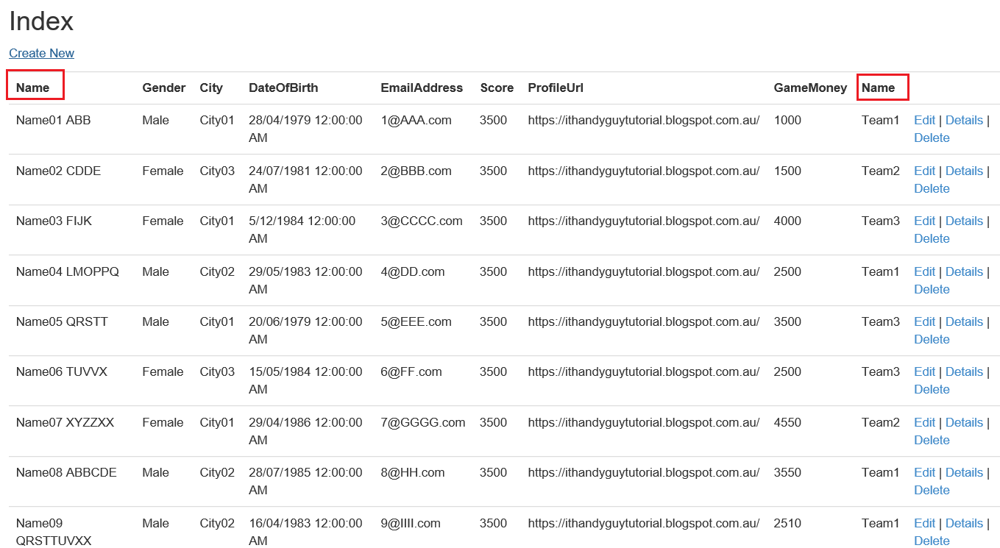 Index
Create New
Name Gender City DateOfBirth EmailAddress Score ProfileUrl GameMoney Name
Name01 ABB Male City01 28/04/1979 12:00:00 1@AAA.com 3500 https://ithandyguytutorial.blogspot.com.au/ 1000 Team1 Edit | Details |
AM Delete
Name02 CDDE Female City03 24/07/1981 12:00:00 2@BBB.com 3500 https://ithandyguytutorial.blogspot.com.au/ 1500 Team2 Edit | Details |
AM Delete
Name03 FIJK Female City01 5/12/1984 12:00:00 3@CCCC.com 3500 https://ithandyguytutorial.blogspot.com.au/ 4000 Team3 Edit | Details |
AM Delete
Name04 LMOPPQ Male City02 29/05/1983 12:00:00 4@DD.com 3500 https://ithandyguytutorial.blogspot.com.au/ 2500 Team1 Edit | Details |
AM Delete
Name05 QRSTT Male City01 20/06/1979 12:00:00 5@EEE.com 3500 https://ithandyguytutorial.blogspot.com.au/ 3500 Team3 Edit | Details |
AM Delete
Name06 TUVVX Female City03 15/05/1984 12:00:00 6@FF.com 3500 https://ithandyguytutorial.blogspot.com.au/ 2500 Team3 Edit | Details |
AM Delete
Name07 XYZZXX Female City01 29/04/1986 12:00:00 7@GGGG.com 3500 https://ithandyguytutorial.blogspot.com.au/ 4550 Team2 Edit | Details |
AM Delete
Name08 ABBCDE Male City02 28/07/1985 12:00:00 8@HH.com 3500 https://ithandyguytutorial.blogspot.com.au/ 3550 Team1 Edit | Details |
AM Delete
Name09 Male City02 16/04/1983 12:00:00 9@IIII.com 3500 https://ithandyguytutorial.blogspot.com.au/ 2510 Team1 Edit | Details |
QRSTTUVXX AM Delete